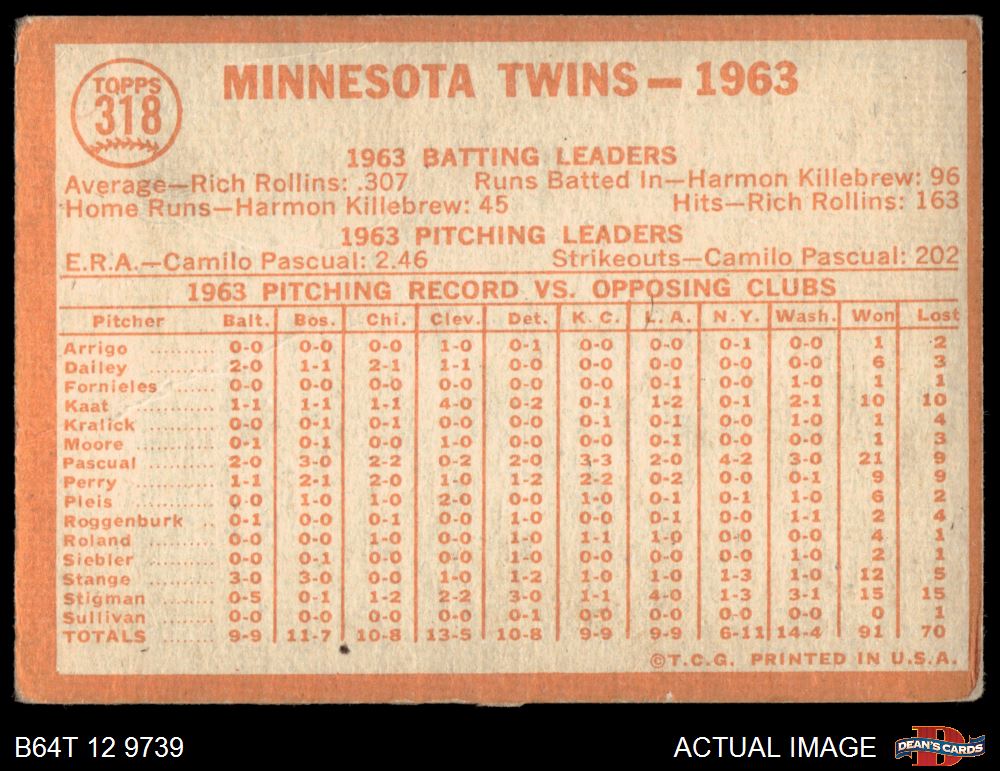 TOPPS
318
MINNESOTA TWINS—1963
1963 BATTING LEADERS
Average—Rich Rollins: .307 Runs Batted In—Harmon Killebrew: 96
Home Runs—Harmon Killebrew: 45 Hits—Rich Rollins: 163
1963 PITCHING LEADERS
E.R.A.—Camilo Pascual: 2.46 Strikeouts—Camilo Pascual: 202
1963 PITCHING RECORD VS. OPPOSING CLUBS
Pitcher Balt. Bos. Chi. Clev. Det. K. C. L. A. N. Y. Wash. Won Lost
Arrigo .......... 0-0 0-0 0-0 1-0 0-1 0-0 0-0 0-1 0-0 1 2
Dailey .......... 2-0 1-1 2-1 1-1 0-0 0-0 0-0 0-0 0-0 6 3
Fornieles ....... 0-0 0-0 0-0 0-0 0-0 0-0 0-1 0-0 1-0 1 1
Kaat .......... 1-1 1-1 1-1 4-0 0-2 0-1 1-2 0-1 2-1 10 10
Kralick .......... 0-0 0-1 0-1 0-0 0-0 0-1 0-1 0-0 1-0 1 4
Moore .......... 0-1 0-1 0-0 1-0 0-0 0-0 0-1 0-0 0-0 1 3
Pascual .......... 2-0 3-0 2-2 0-2 2-0 3-3 2-0 4-2 3-0 21 9
Perry .......... 1-1 2-1 2-0 1-0 1-2 2-2 0-2 0-0 0-1 9 9
Pleis .......... 0-0 1-0 1-0 2-0 0-0 1-0 0-1 0-1 1-0 6 2
Roggenburk .. 0-1 0-0 0-1 0-0 1-0 0-0 0-1 0-0 1-1 2 4
Roland .......... 0-0 0-0 1-0 0-0 1-0 1-1 1-0 0-0 0-0 4 1
Siebler .......... 0-0 0-1 0-0 0-0 1-0 0-0 0-0 0-0 1-0 2 1
Stange .......... 3-0 3-0 0-0 1-0 1-2 1-0 1-0 1-3 1-0 12 5
Stigman .......... 0-5 0-1 1-2 2-2 3-0 1-1 4-0 1-3 3-1 15 15
Sullivan .......... 0-0 0-0 0-0 0-0 0-1 0-0 0-0 0-0 0-0 0 1
TOTALS 9-9 11-7 10-8 13-5 10-8 9-9 9-9 6-11 14-4 91 70
©T.C.G. PRINTED IN U.S.A.
B64T 12 9739 ACTUAL IMAGE DEAN'S CARDS